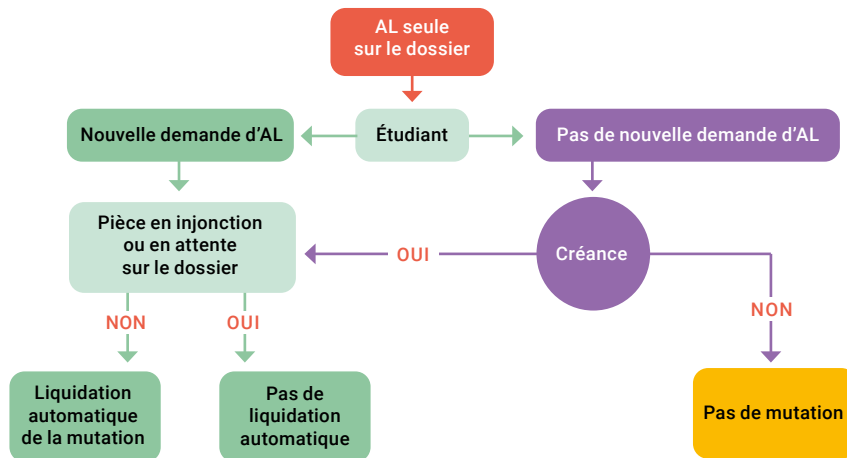 AL seule
sur le dossier
Nouvelle demande d'AL
Étudiant
Pas de nouvelle demande d'AL
Pièce en injonction
ou en attente
sur le dossier
OUI
Créance
NON
OUI
NON
Liquidation
automatique
de la mutation
Pas de
liquidation
automatique
Pas de mutation